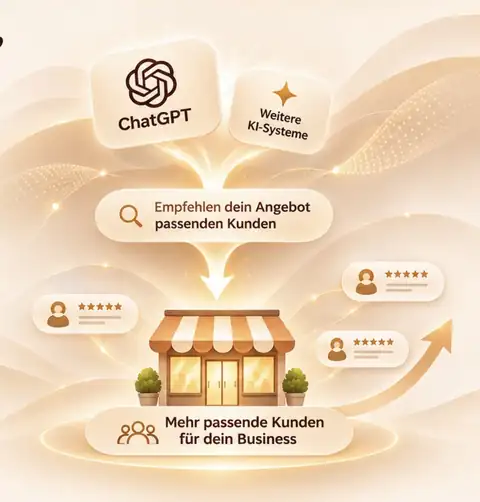 ChatGPT
Weitere
KI-Systeme
Empfehlen dein Angebot
passenden Kunden
Mehr passende Kunden
für dein Business